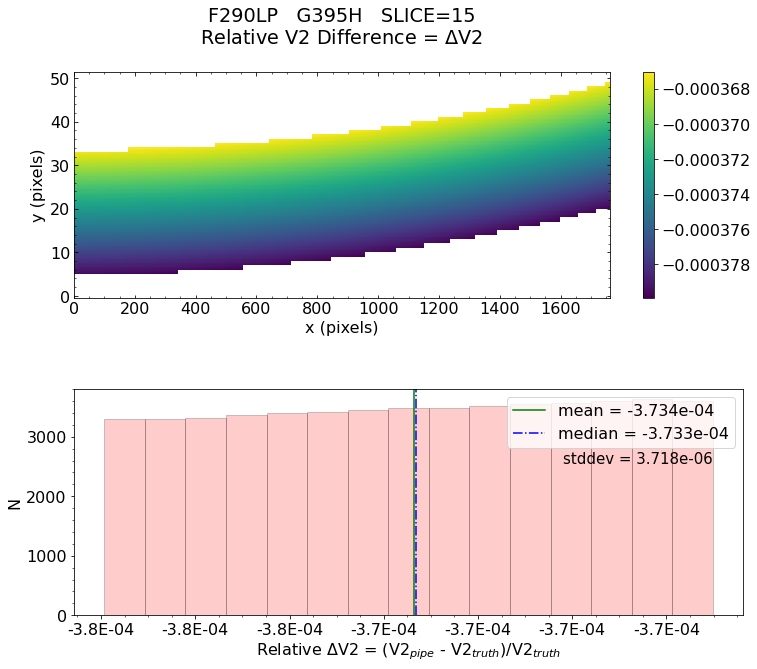 F290LP G395H SLICE=15
Relative V2 Difference = ΔV2
50
40
30
20
10
0
y (pixels)
0 200 400 600 800 1000 1200 1400 1600
x (pixels)
−0.000368
−0.000370
−0.000372
−0.000374
−0.000376
−0.000378
mean = -3.734e-04
median = -3.733e-04
stddev = 3.718e-06
3000
2000
1000
0
N
-3.8E-04 -3.8E-04 -3.8E-04 -3.7E-04 -3.7E-04 -3.7E-04 -3.7E-04
Relative ΔV2 = (V2pipe - V2truth)/V2truth